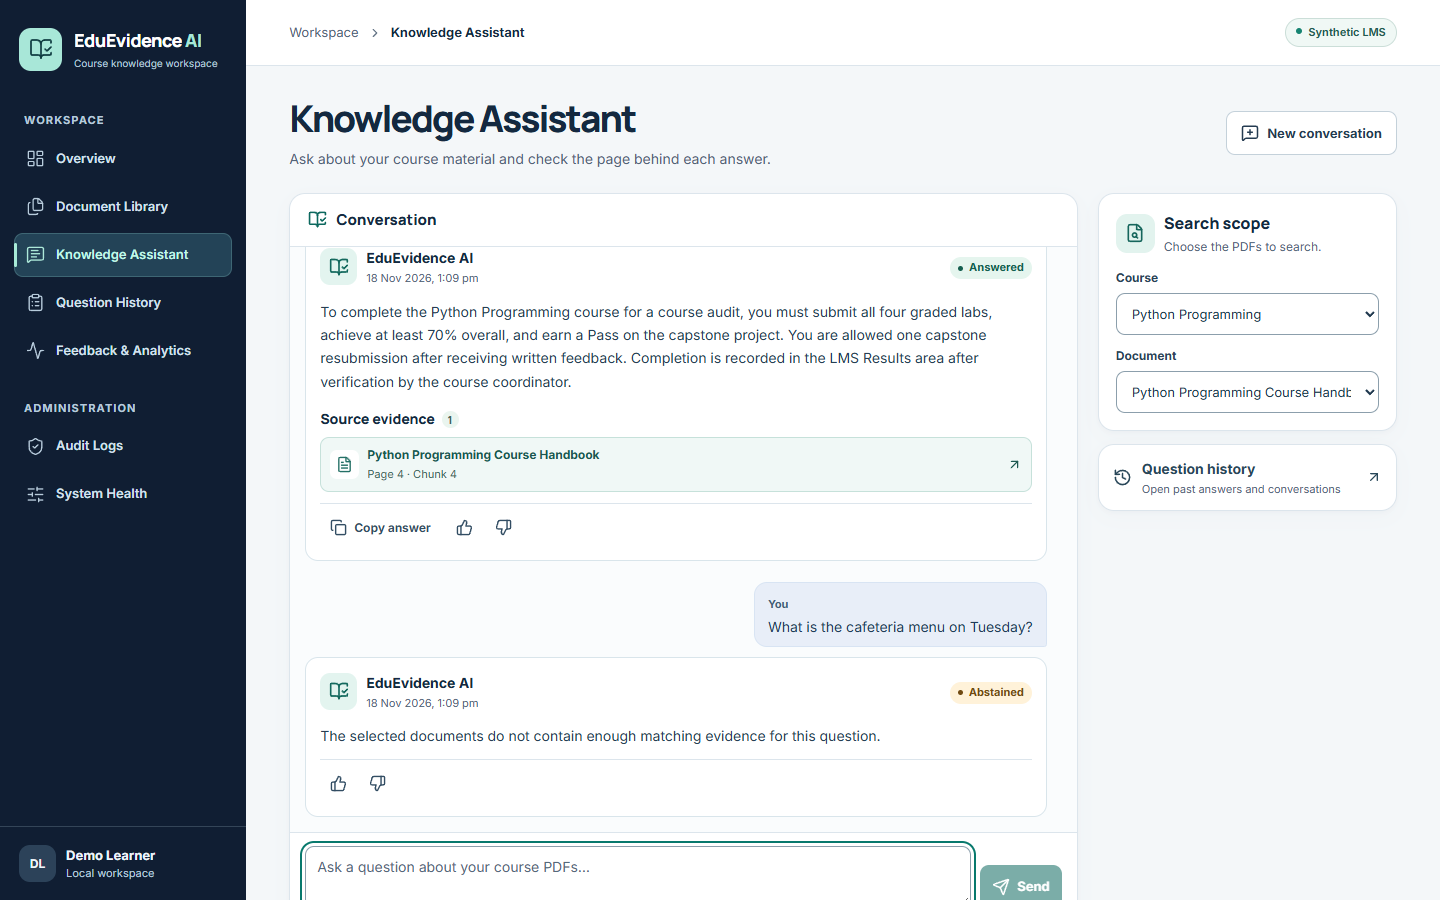 EduEvidence AI
Course knowledge workspace
WORKSPACE
Overview
Document Library
Knowledge Assistant
Question History
Feedback & Analytics
ADMINISTRATION
Audit Logs
System Health
DL
Demo Learner
Local workspace
Workspace > Knowledge Assistant
Synthetic LMS
Knowledge Assistant
Ask about your course material and check the page behind each answer.
New conversation
Conversation
EduEvidence AI
18 Nov 2026, 1:09 pm
Answered
To complete the Python Programming course for a course audit, you must submit all four graded labs,
achieve at least 70% overall, and earn a Pass on the capstone project. You are allowed one capstone
resubmission after receiving written feedback. Completion is recorded in the LMS Results area after
verification by the course coordinator.
Source evidence 1
Python Programming Course Handbook
Page 4 · Chunk 4
Copy answer
You
What is the cafeteria menu on Tuesday?
EduEvidence AI
18 Nov 2026, 1:09 pm
Abstained
The selected documents do not contain enough matching evidence for this question.
Ask a question about your course PDFs...
Send
Search scope
Choose the PDFs to search.
Course
Python Programming
Document
Python Programming Course Handb
Question history
Open past answers and conversations